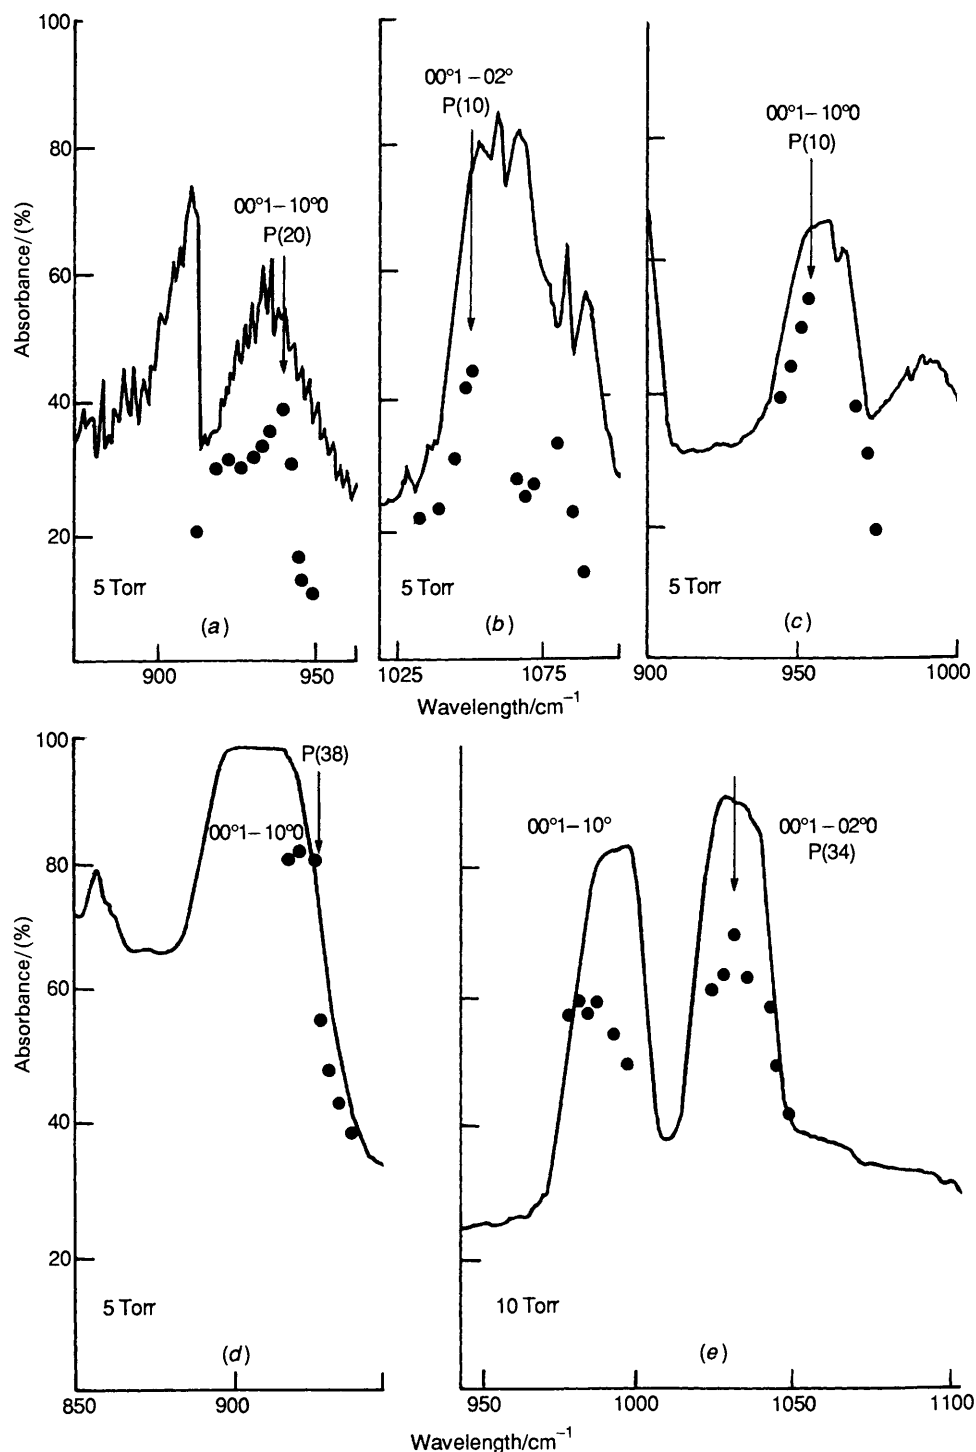 100
80
60
40
20
Absorbance/(%)
00°1–10°0
P(20)
5 Torr
(a)
900
950
00°1–02°
P(10)
5 Torr
(b)
1025
1075
00°1–10°0
P(10)
5 Torr
(c)
900
950
1000
Wavelength/cm⁻¹
100
80
60
40
20
Absorbance/(%)
P(38)
00°1–10°0
5 Torr
(d)
850
900
00°1–10°
00°1–02°0
P(34)
10 Torr
(e)
950
1000
1050
1100
Wavelength/cm⁻¹